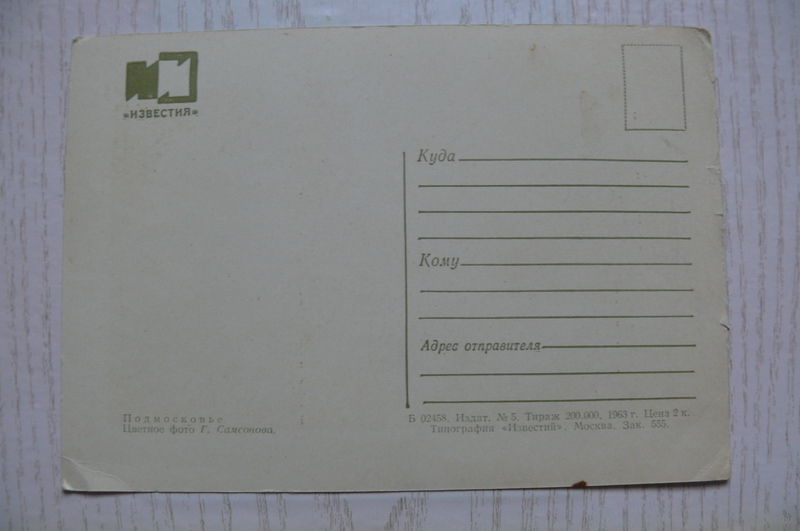 «ИЗВЕСТИЯ»
Куда
Кому
Адрес отправителя
Подмосковье
Цветное фото Г. Самсонова.
Б 02458. Издат. № 5. Тираж 200.000. 1963 г. Цена 2 к.
Типография «Известий». Москва. Зак. 555.